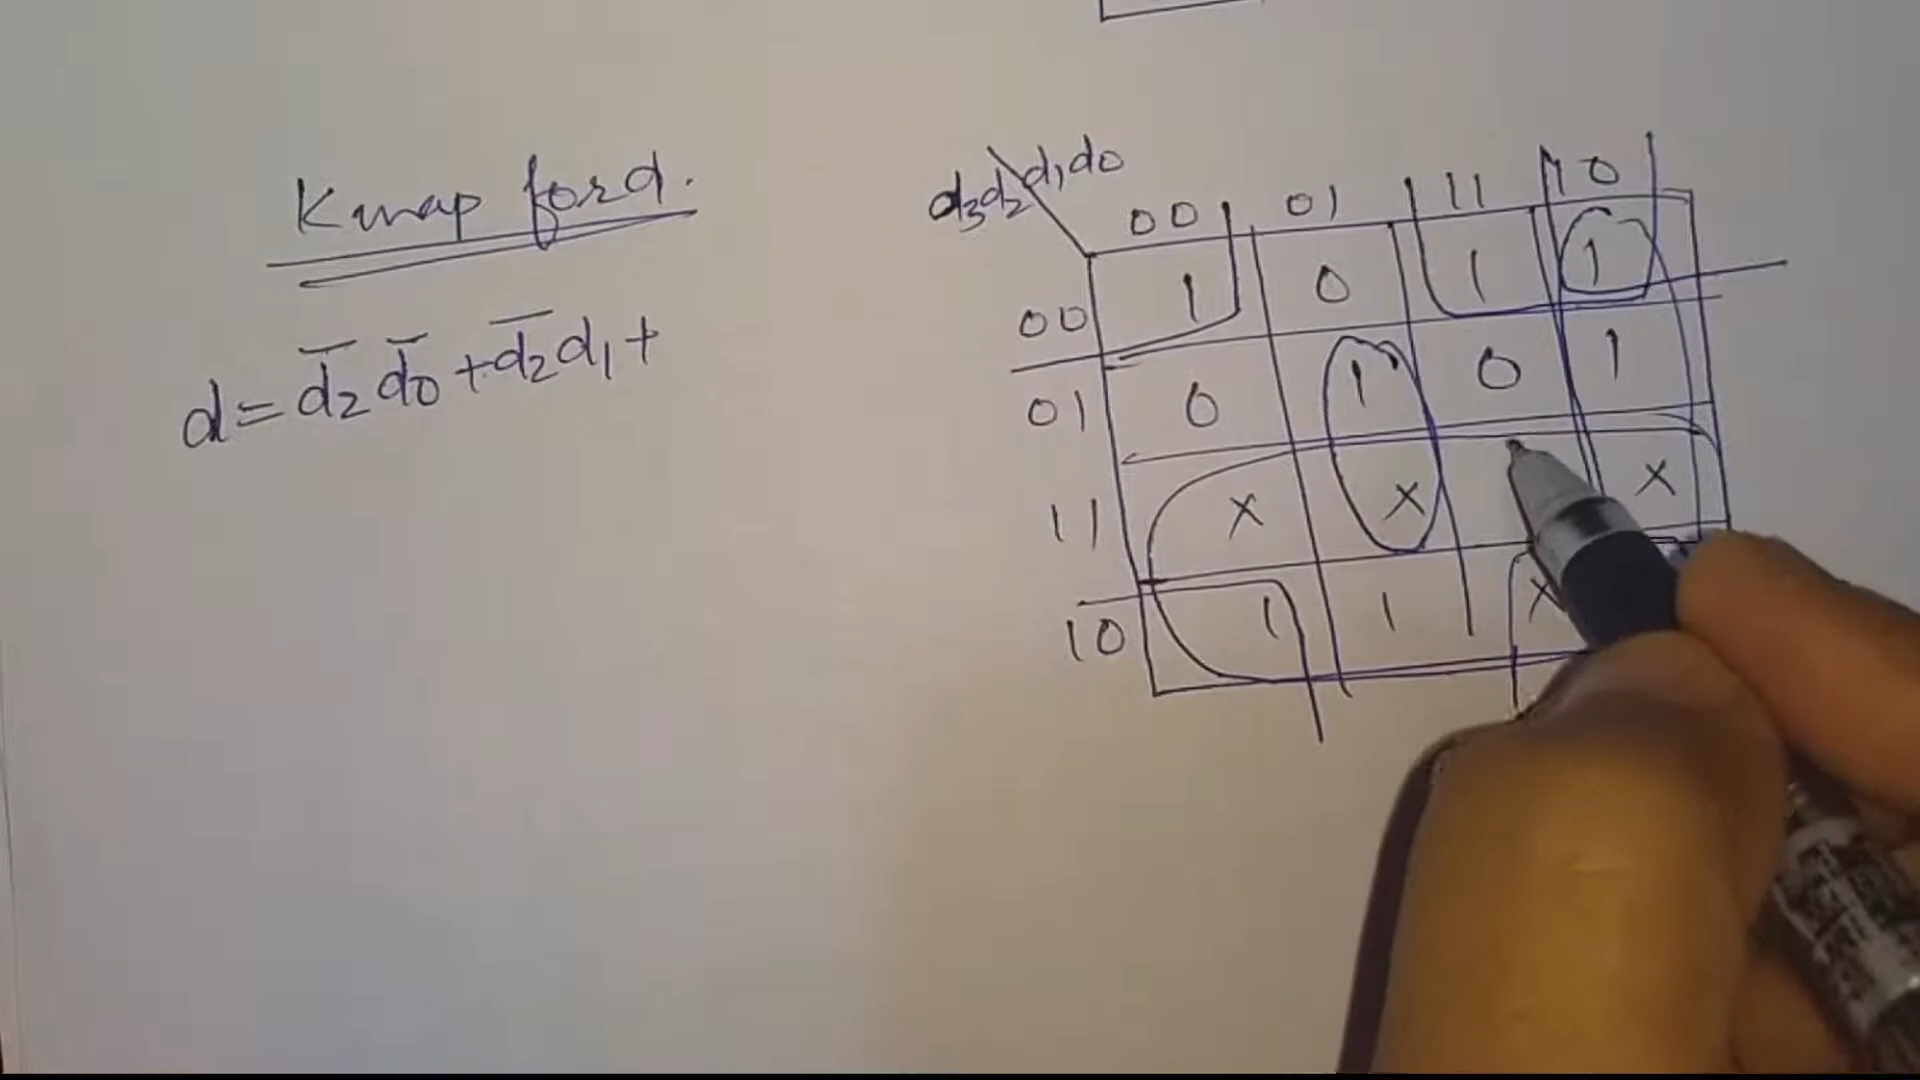 Kmap for d.
d = d̅₂ d̅₀ + d̅₂ d₁ +
d₃d₂ \ d₁d₀
00 01 11 10
00 1 0 1 1
01 0 1 0 1
11 X X X
10 1 1 X